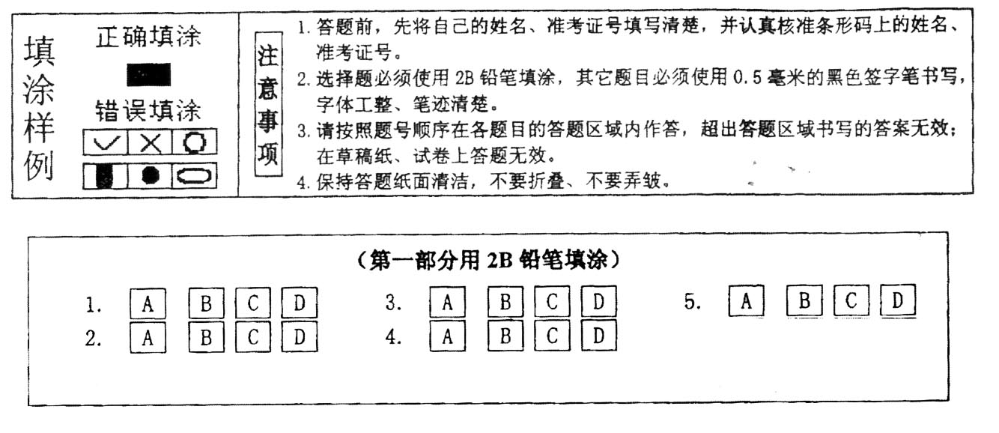 填涂样例
正确填涂
错误填涂
注意事项
1. 答题前，先将自己的姓名、准考证号填写清楚，并认真核准条形码上的姓名、
准考证号。
2. 选择题必须使用 2B 铅笔填涂，其它题目必须使用 0.5 毫米的黑色签字笔书写，
字体工整、笔迹清楚。
3. 请按照题号顺序在各题目的答题区域内作答，超出答题区域书写的答案无效；
在草稿纸、试卷上答题无效。
4. 保持答题纸面清洁，不要折叠、不要弄皱。
（第一部分用 2B 铅笔填涂）
1. A B C D 3. A B C D 5. A B C D
2. A B C D 4. A B C D